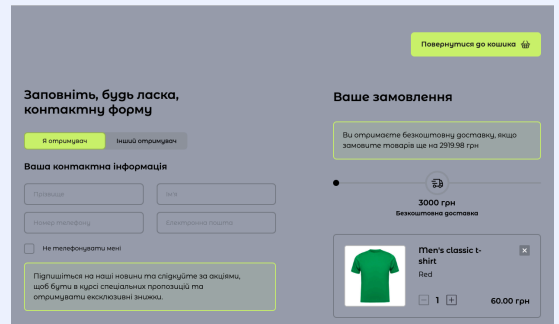 Повернутися до кошика
Заповніть, будь ласка,
контактну форму
Я отримувач
Інший отримувач
Ваша контактна інформація
Прізвище
Ім'я
Номер телефону
Електронна пошта
Не телефонувати мені
Підпишіться на наші новини та слідкуйте за акціями,
щоб бути в курсі спеціальних пропозицій та
отримувати ексклюзивні знижки.
Ваше замовлення
Ви отримаєте безкоштовну доставку, якщо
замовите товарів ще на 2919.98 грн
3000 грн
Безкоштовна доставка
Men's classic t-
shirt
Red
1
60.00 грн